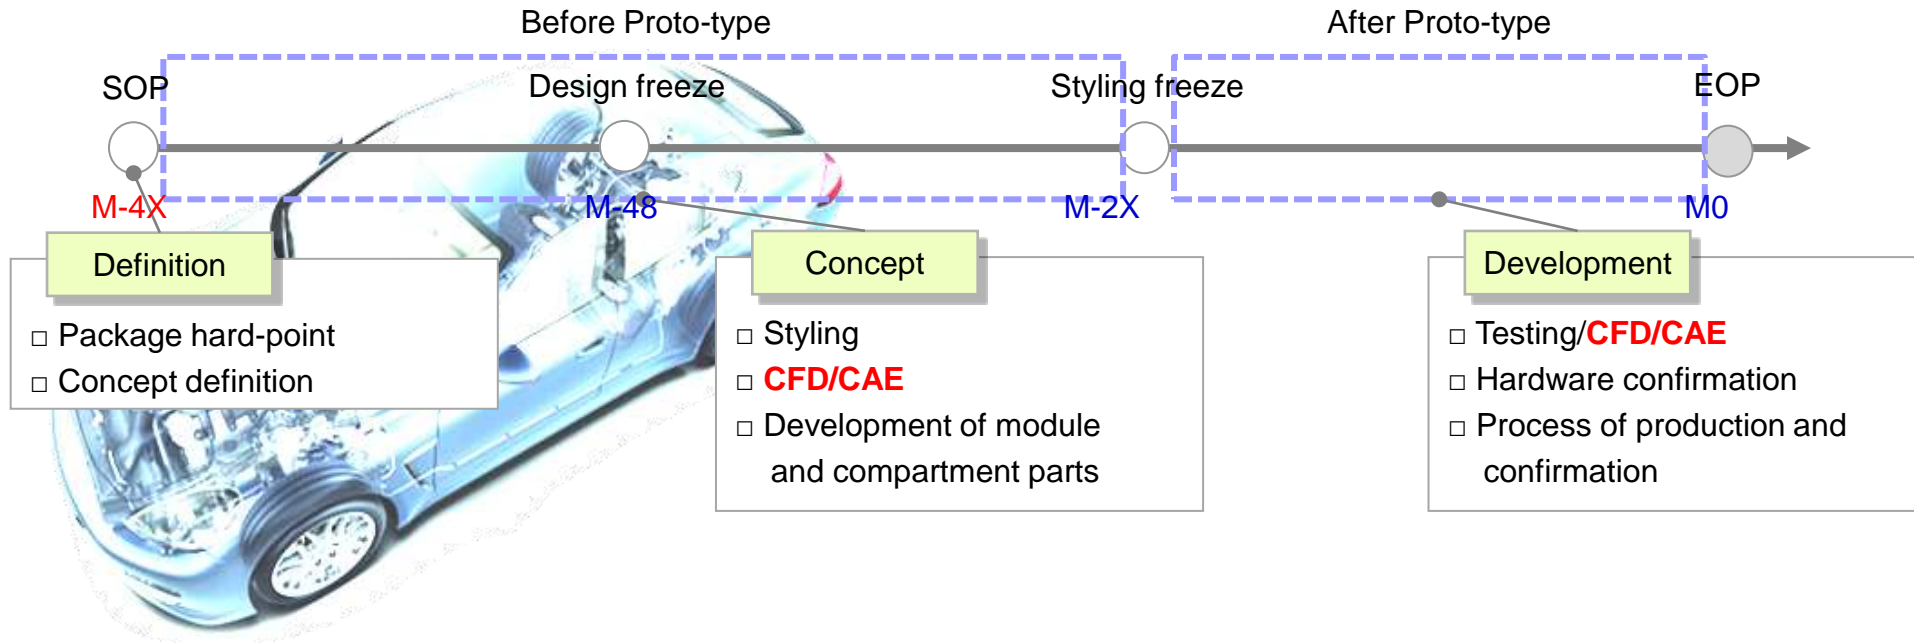 Before Proto-type
After Proto-type
SOP
Design freeze
Styling freeze
EOP
M-4X
M-48
M-2X
M0
Definition
□ Package hard-point
□ Concept definition
Concept
□ Styling
□ CFD/CAE
□ Development of module
and compartment parts
Development
□ Testing/CFD/CAE
□ Hardware confirmation
□ Process of production and
confirmation